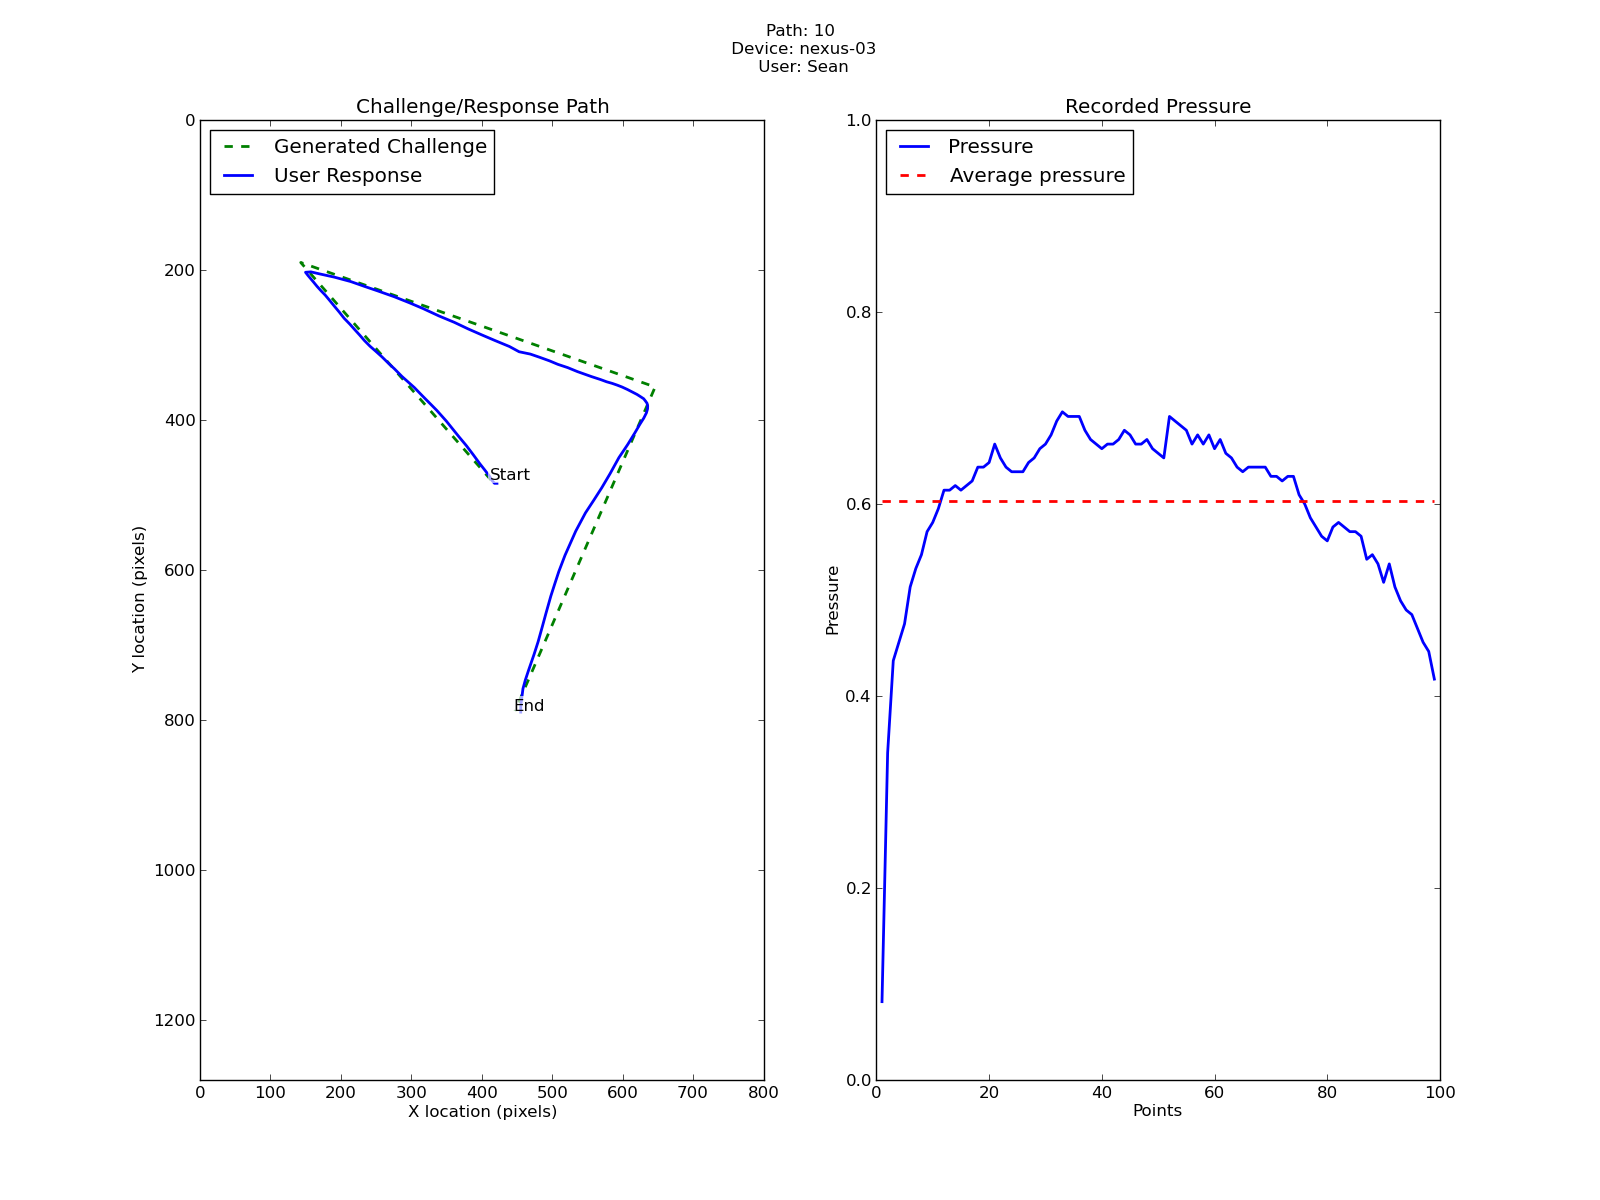 Path: 10
Device: nexus-03
User: Sean
Challenge/Response Path
Generated Challenge
User Response
0
200
400
600
800
1000
1200
Y location (pixels)
Start
End
0 100 200 300 400 500 600 700 800
X location (pixels)
Recorded Pressure
Pressure
Average pressure
1.0
0.8
0.6
0.4
0.2
0.0
Pressure
0 20 40 60 80 100
Points